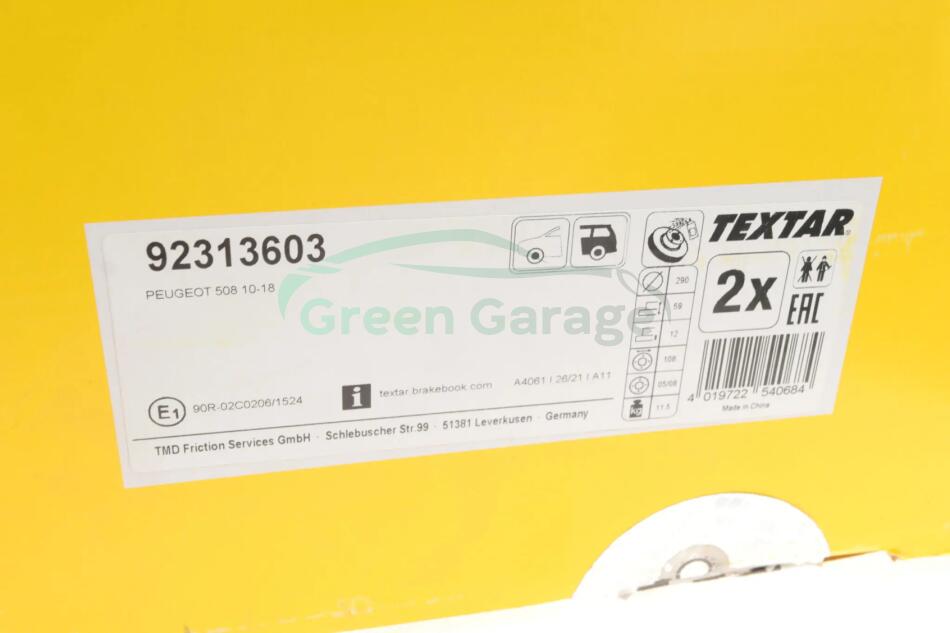 92313603
PEUGEOT 508 10-18
TEXTAR
2x
EAC
290
59
12
108
05/08
kg 11.5
Green Garage
E1 90R-02C0206/1524
i textar.brakebook.com
A4061 | 26/21 | A11
4 019722 540684
Made in China
TMD Friction Services GmbH · Schlebuscher Str.99 · 51381 Leverkusen · Germany